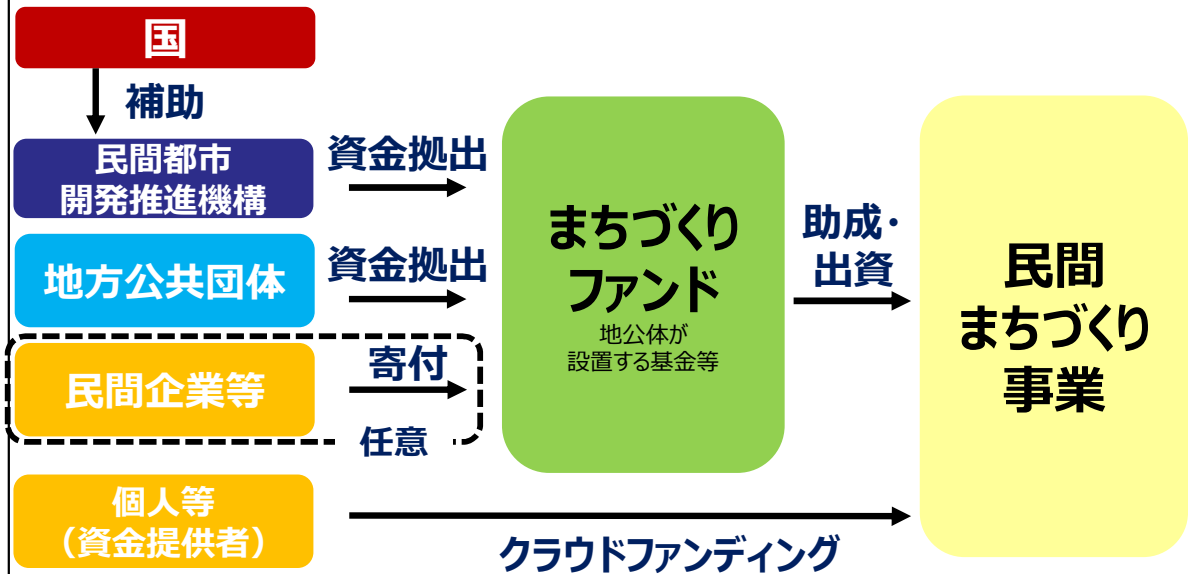 国
補助
民間都市
開発推進機構
資金拠出
地方公共団体
資金拠出
民間企業等
寄付
任意
個人等
（資金提供者）
クラウドファンディング
まちづくり
ファンド
地公体が
設置する基金等
助成・
出資
民間
まちづくり
事業